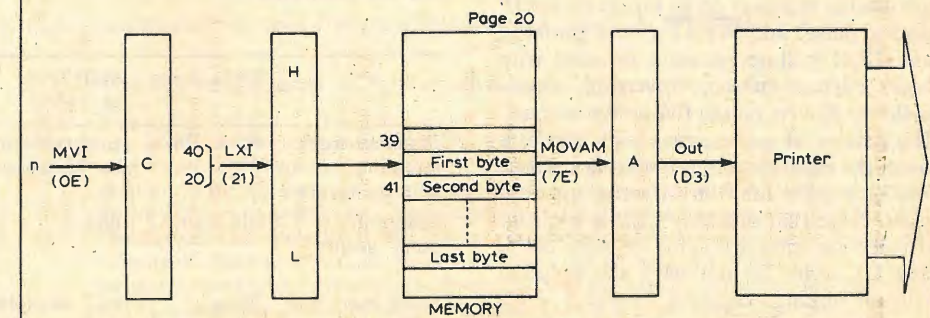 Page 20
H
n
MVI
(OE)
C
40
20
LXI
(21)
39
First byte
41
Second byte
Last byte
L
MOVAM
(7E)
A
Out
(D3)
Printer
MEMORY